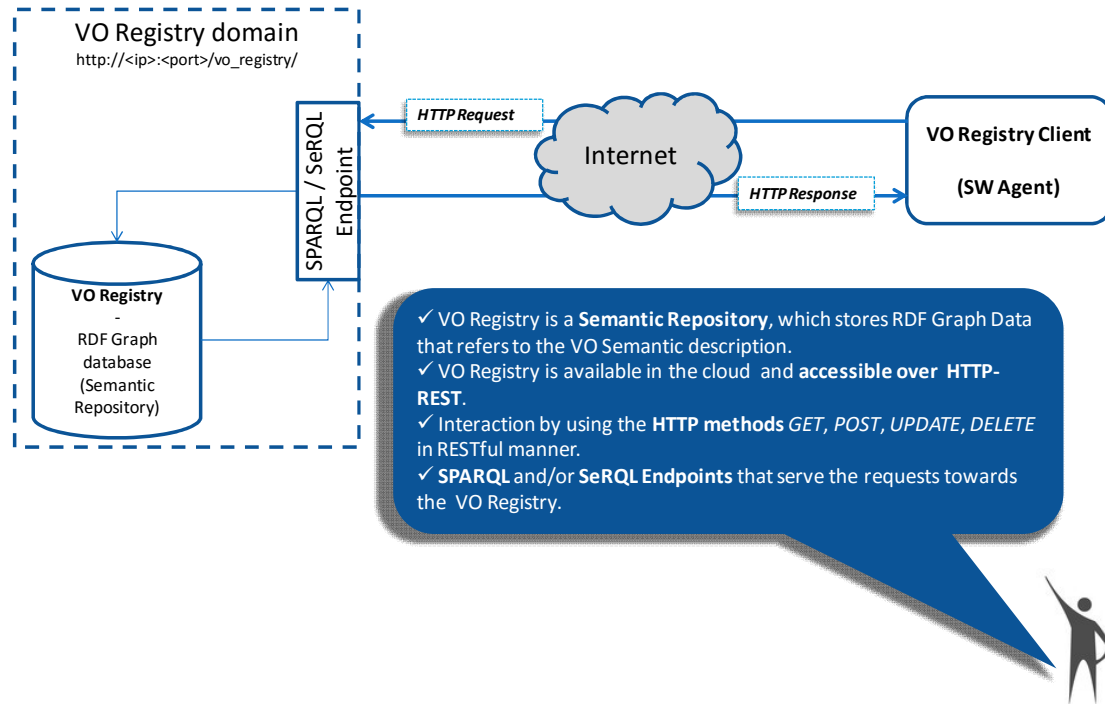 VO Registry domain
http://<ip>:<port>/vo_registry/
SPARQL / SeRQL
Endpoint
HTTP Request
Internet
HTTP Response
VO Registry Client
(SW Agent)
VO Registry
-
RDF Graph
database
(Semantic
Repository)
✓ VO Registry is a Semantic Repository, which stores RDF Graph Data
that refers to the VO Semantic description.
✓ VO Registry is available in the cloud and accessible over HTTP-
REST.
✓ Interaction by using the HTTP methods GET, POST, UPDATE, DELETE
in RESTful manner.
✓ SPARQL and/or SeRQL Endpoints that serve the requests towards
the VO Registry.